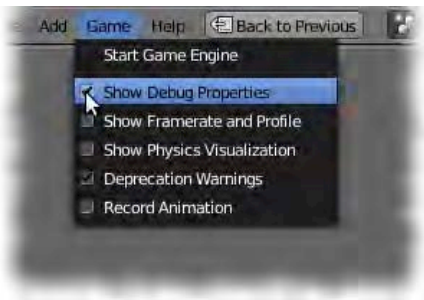 Add Game Help Back to Previous
Start Game Engine
Show Debug Properties
Show Framerate and Profile
Show Physics Visualization
Deprecation Warnings
Record Animation